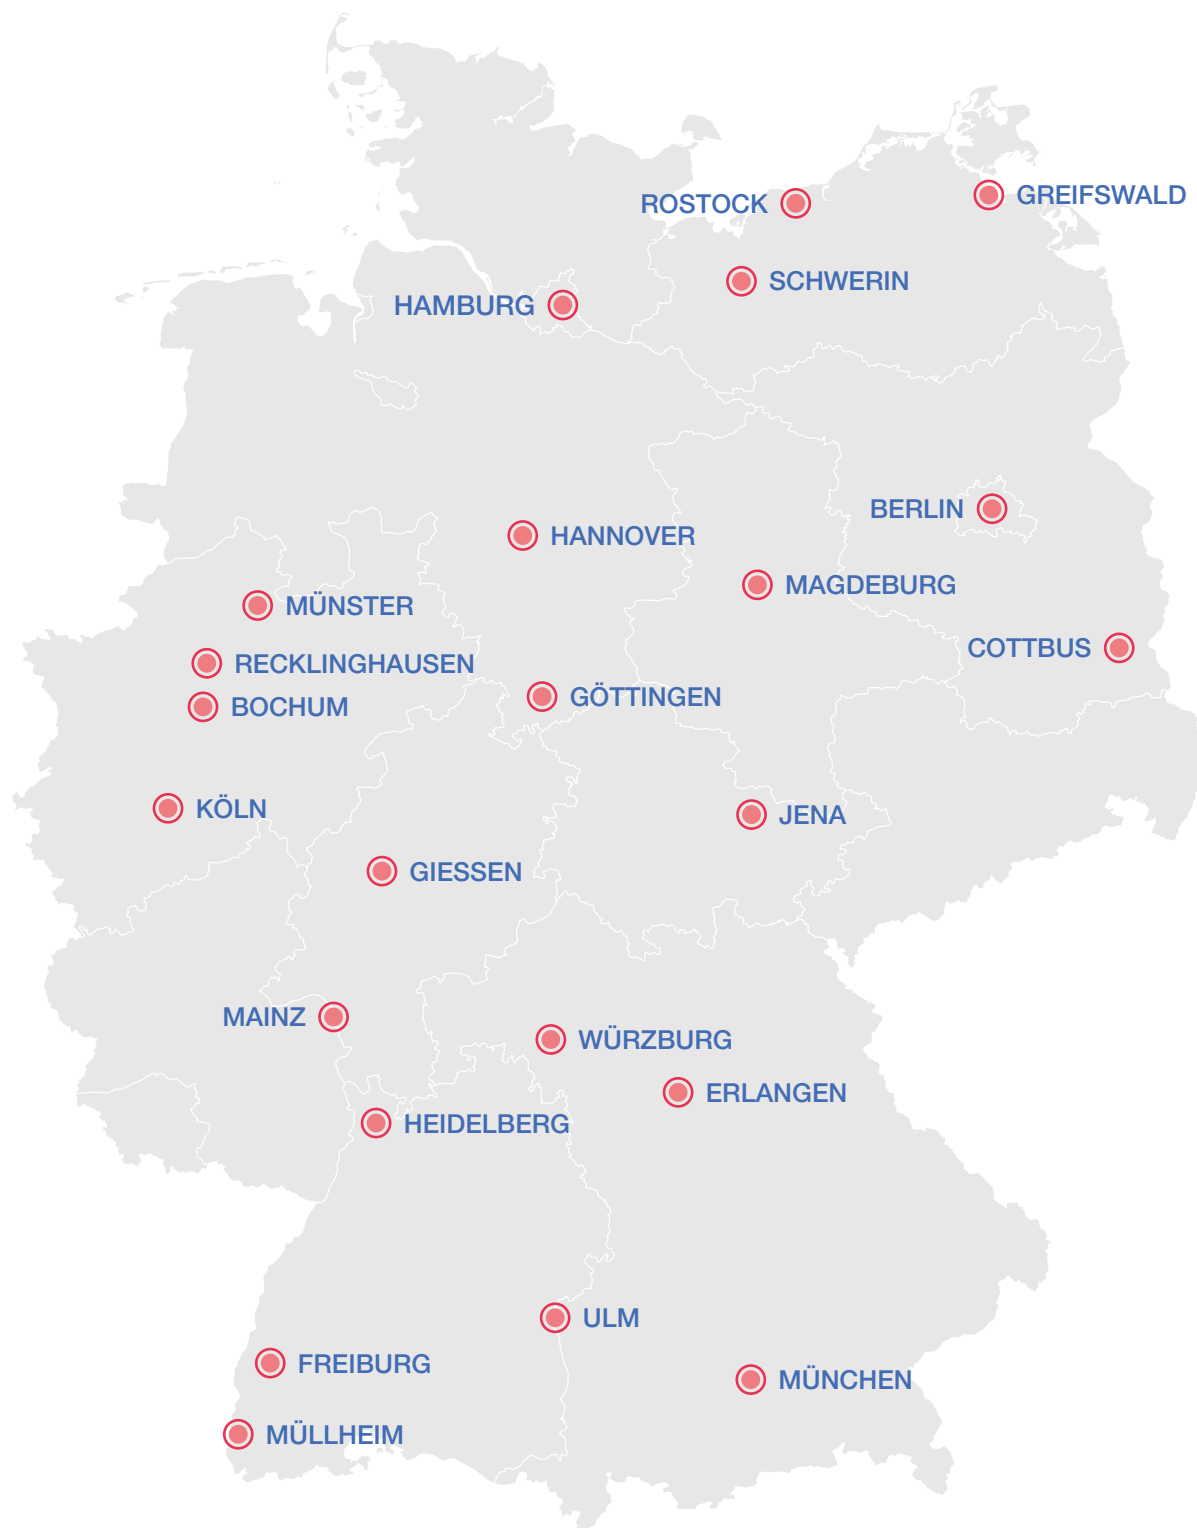 GREIFSWALD
ROSTOCK
SCHWERIN
HAMBURG
BERLIN
HANNOVER
MAGDEBURG
MÜNSTER
COTTBUS
RECKLINGHAUSEN
GÖTTINGEN
BOCHUM
KÖLN
JENA
GIESSEN
MAINZ
WÜRZBURG
ERLANGEN
HEIDELBERG
ULM
FREIBURG
MÜNCHEN
MÜLLHEIM